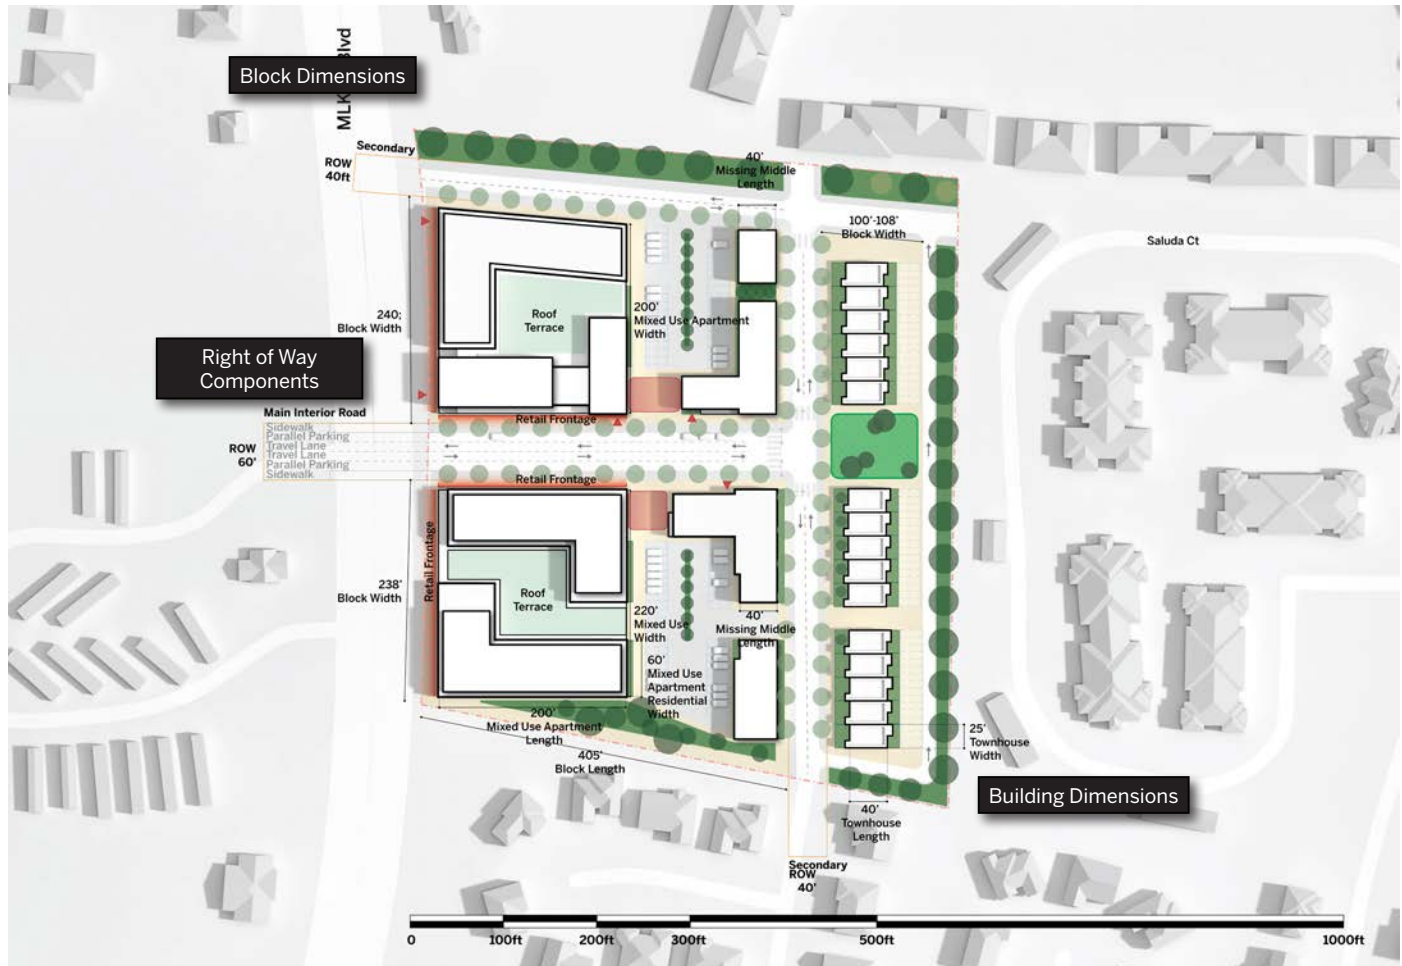 MLK Blvd
Block Dimensions
Secondary
ROW
40ft
40'
Missing Middle
Length
100'-108'
Block Width
Saluda Ct
240;
Block Width
Roof
Terrace
200'
Mixed Use Apartment
Width
Right of Way
Components
Main Interior Road
Sidewalk
Parallel Parking
Travel Lane
Travel Lane
Parallel Parking
Sidewalk
ROW
60'
Retail Frontage
Retail Frontage
Retail Frontage
238'
Block Width
Roof
Terrace
220'
Mixed Use
Width
40'
Missing Middle
Length
60'
Mixed Use
Apartment
Residential
Width
200'
Mixed Use Apartment
Length
405'
Block Length
25'
Townhouse
Width
Building Dimensions
40'
Townhouse
Length
Secondary
ROW
40'
0
100ft
200ft
300ft
500ft
1000ft